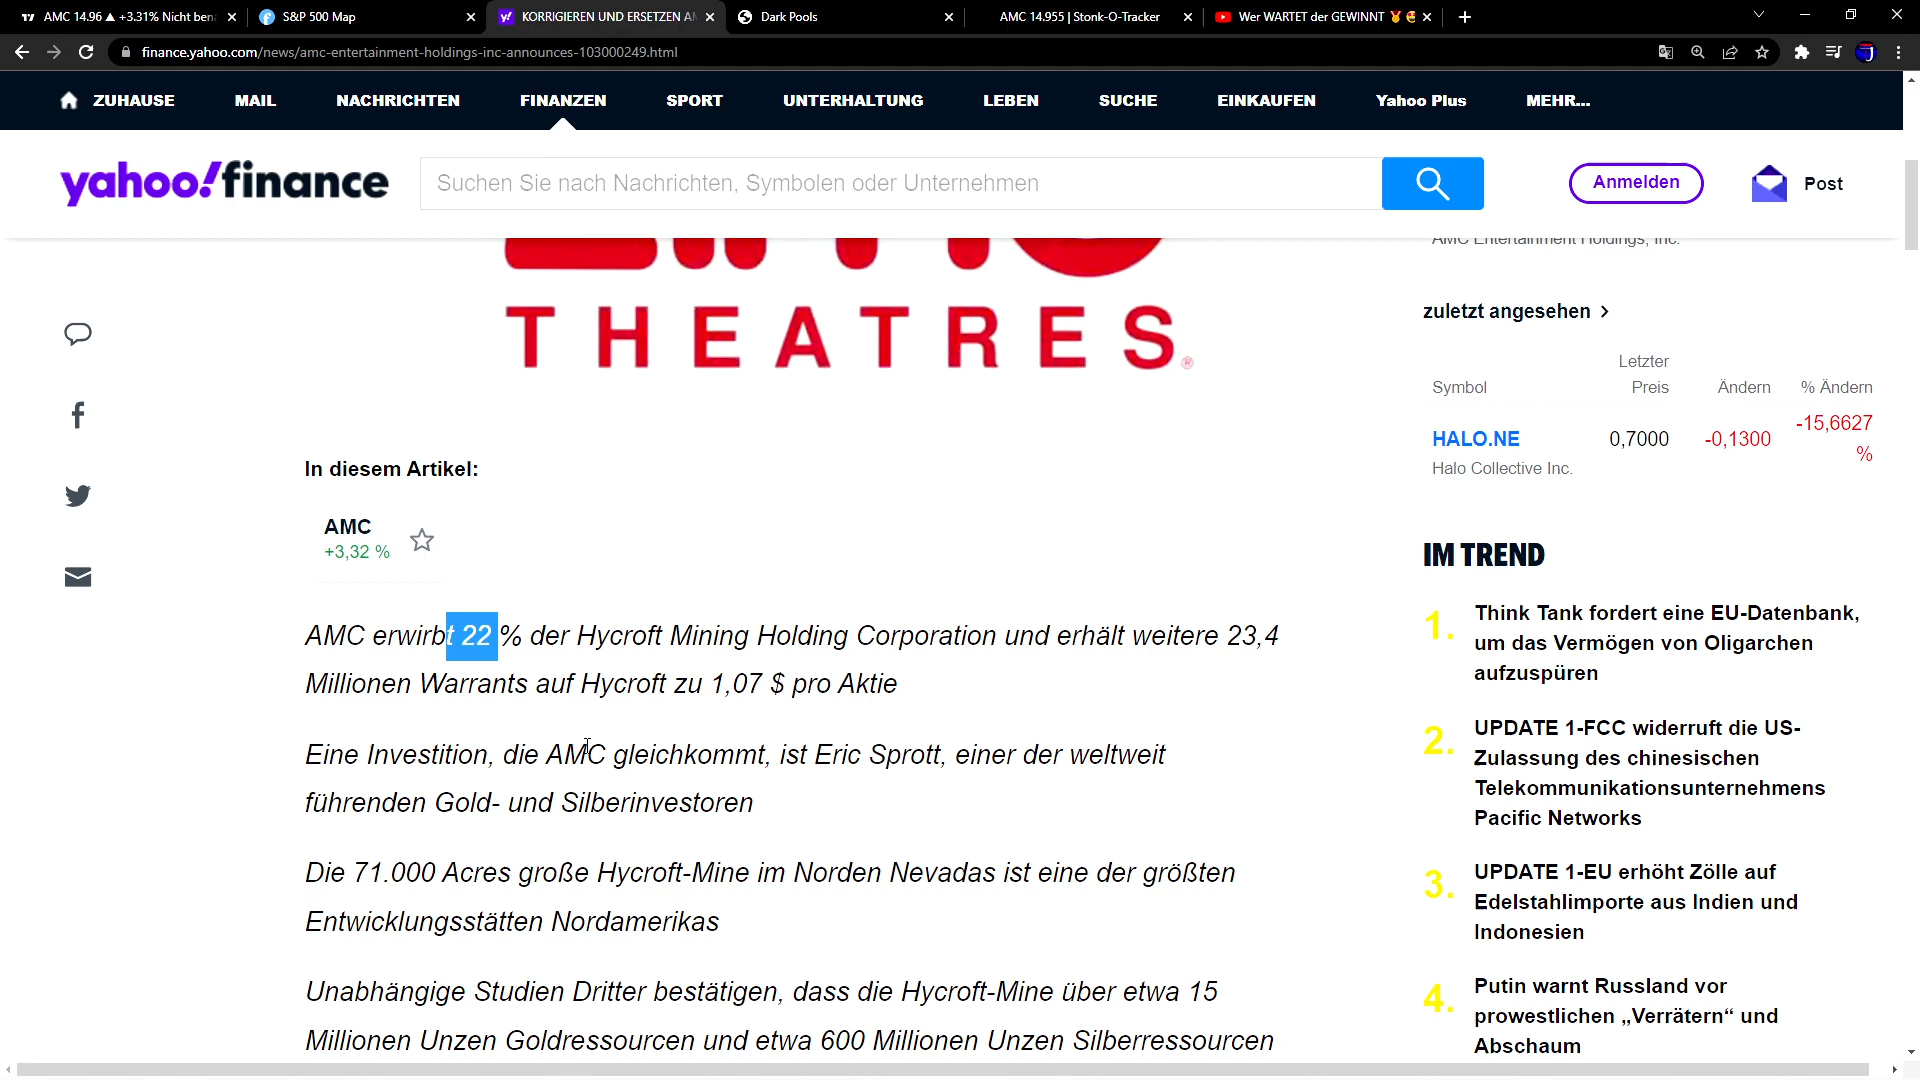 AMC 14.96 ▲ +3.31% Nicht ben
S&P 500 Map
KORRIGIEREN UND ERSETZEN AM
Dark Pools
AMC 14.955 | Stonk-O-Tracker
Wer WARTET der GEWINNT
finance.yahoo.com/news/amc-entertainment-holdings-inc-announces-103000249.html
ZUHAUSE
MAIL
NACHRICHTEN
FINANZEN
SPORT
UNTERHALTUNG
LEBEN
SUCHE
EINKAUFEN
Yahoo Plus
MEHR...
yahoo!finance
Suchen Sie nach Nachrichten, Symbolen oder Unternehmen
Anmelden
Post
THEATRES®
In diesem Artikel:
AMC
+3,32 %
AMC erwirbt 22 % der Hycroft Mining Holding Corporation und erhält weitere 23,4
Millionen Warrants auf Hycroft zu 1,07 $ pro Aktie
Eine Investition, die AMC gleichkommt, ist Eric Sprott, einer der weltweit
führenden Gold- und Silberinvestoren
Die 71.000 Acres große Hycroft-Mine im Norden Nevadas ist eine der größten
Entwicklungsstätten Nordamerikas
Unabhängige Studien Dritter bestätigen, dass die Hycroft-Mine über etwa 15
Millionen Unzen Goldressourcen und etwa 600 Millionen Unzen Silberressourcen
AMC Entertainment Holdings, Inc.
zuletzt angesehen
Symbol
Letzter
Preis
Ändern
% Ändern
HALO.NE
0,7000
-0,1300
-15,6627
%
Halo Collective Inc.
IM TREND
1. Think Tank fordert eine EU-Datenbank,
um das Vermögen von Oligarchen
aufzuspüren
2. UPDATE 1-FCC widerruft die US-
Zulassung des chinesischen
Telekommunikationsunternehmens
Pacific Networks
3. UPDATE 1-EU erhöht Zölle auf
Edelstahlimporte aus Indien und
Indonesien
4. Putin warnt Russland vor
prowestlichen „Verrätern“ und
Abschaum